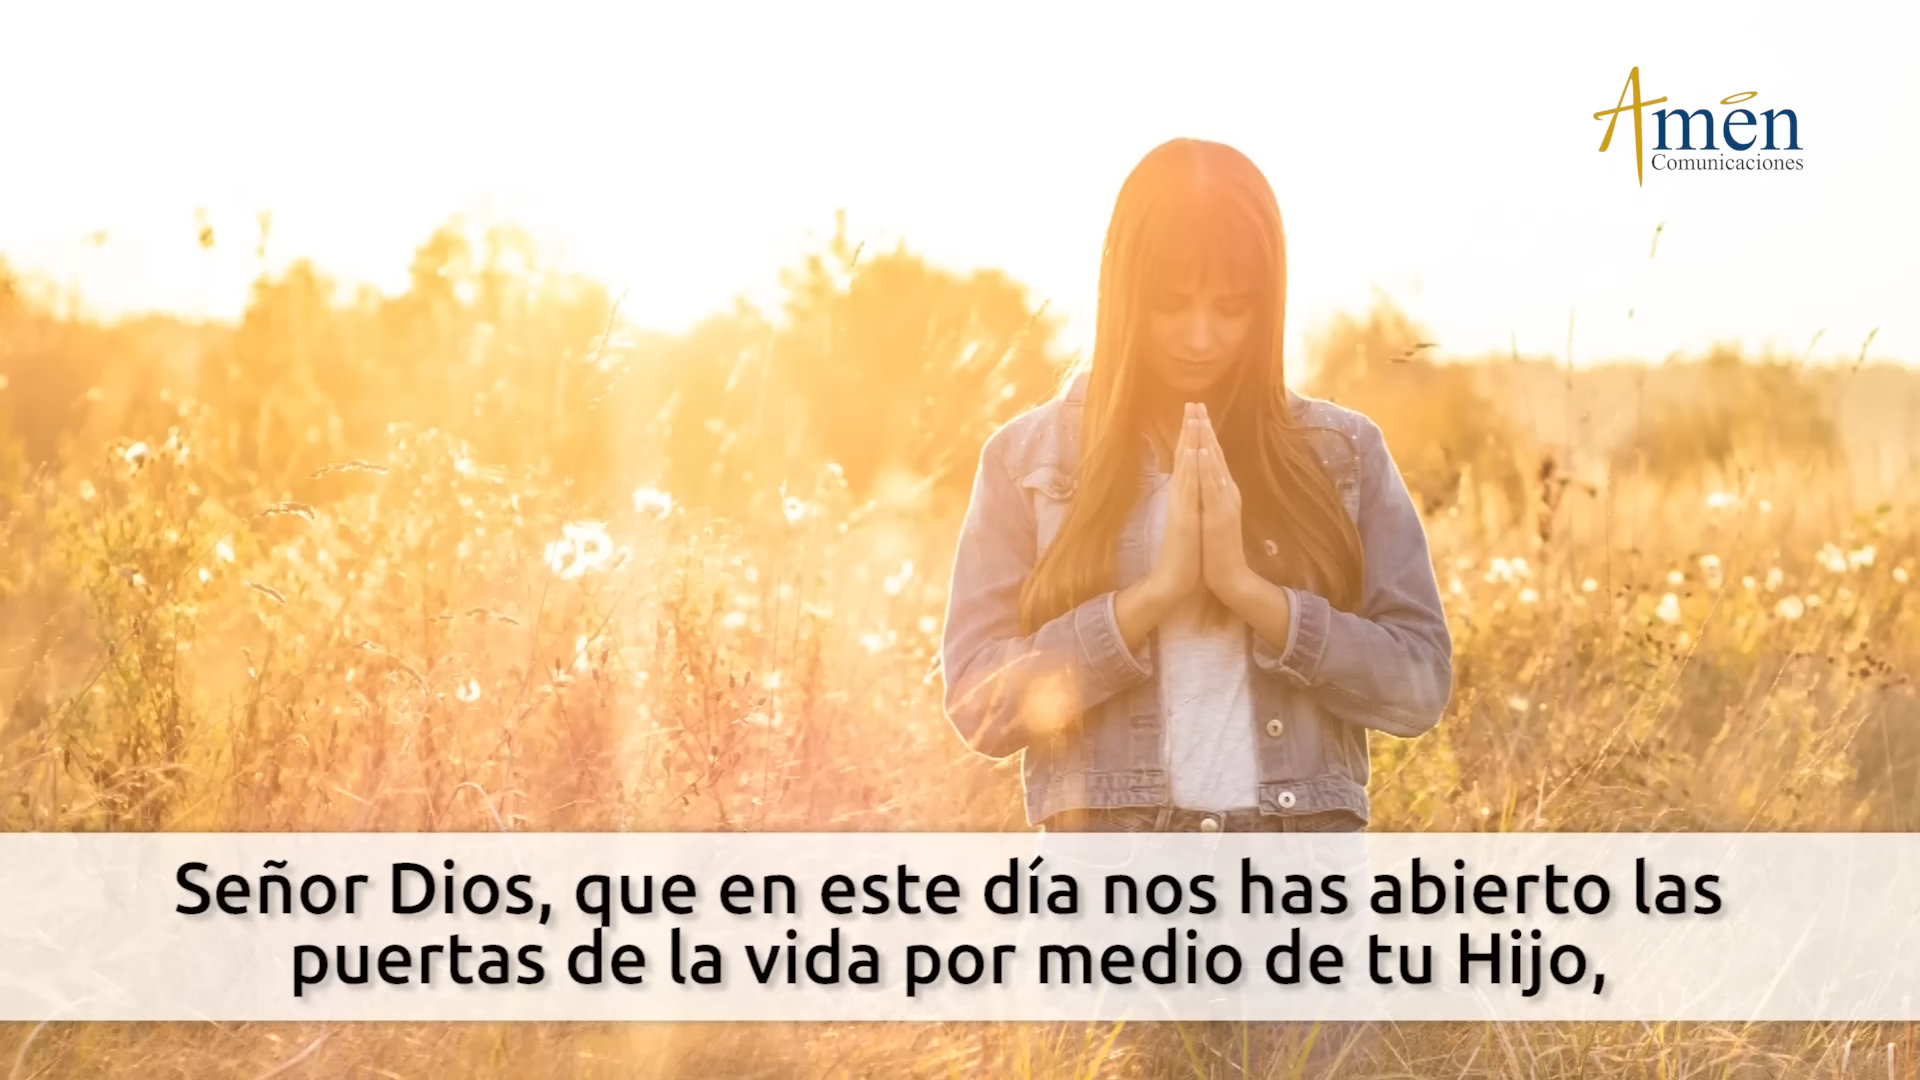 Amén
Comunicaciones
Señor Dios, que en este día nos has abierto las
puertas de la vida por medio de tu Hijo,